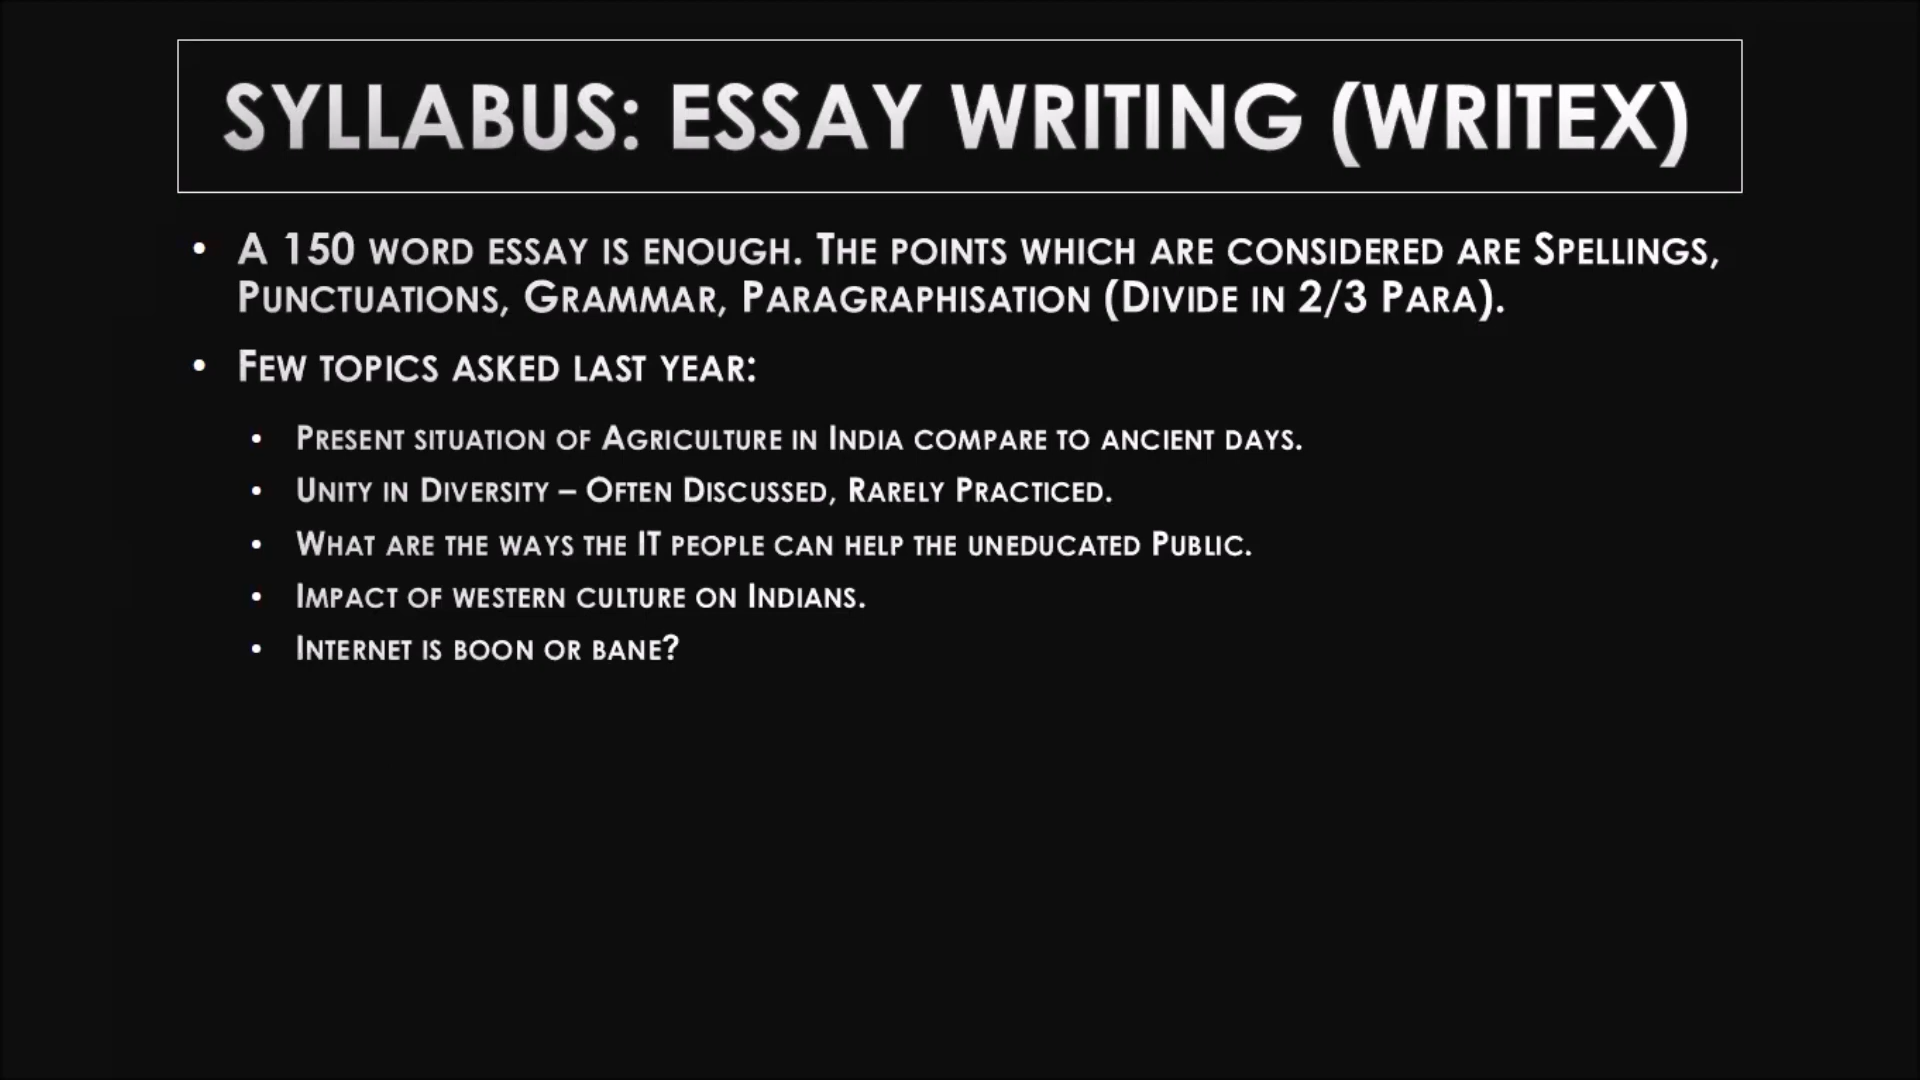 SYLLABUS: ESSAY WRITING (WRITEX)
• A 150 WORD ESSAY IS ENOUGH. THE POINTS WHICH ARE CONSIDERED ARE SPELLINGS,
PUNCTUATIONS, GRAMMAR, PARAGRAPHISATION (DIVIDE IN 2/3 PARA).
• FEW TOPICS ASKED LAST YEAR:
• PRESENT SITUATION OF AGRICULTURE IN INDIA COMPARE TO ANCIENT DAYS.
• UNITY IN DIVERSITY – OFTEN DISCUSSED, RARELY PRACTICED.
• WHAT ARE THE WAYS THE IT PEOPLE CAN HELP THE UNEDUCATED PUBLIC.
• IMPACT OF WESTERN CULTURE ON INDIANS.
• INTERNET IS BOON OR BANE?